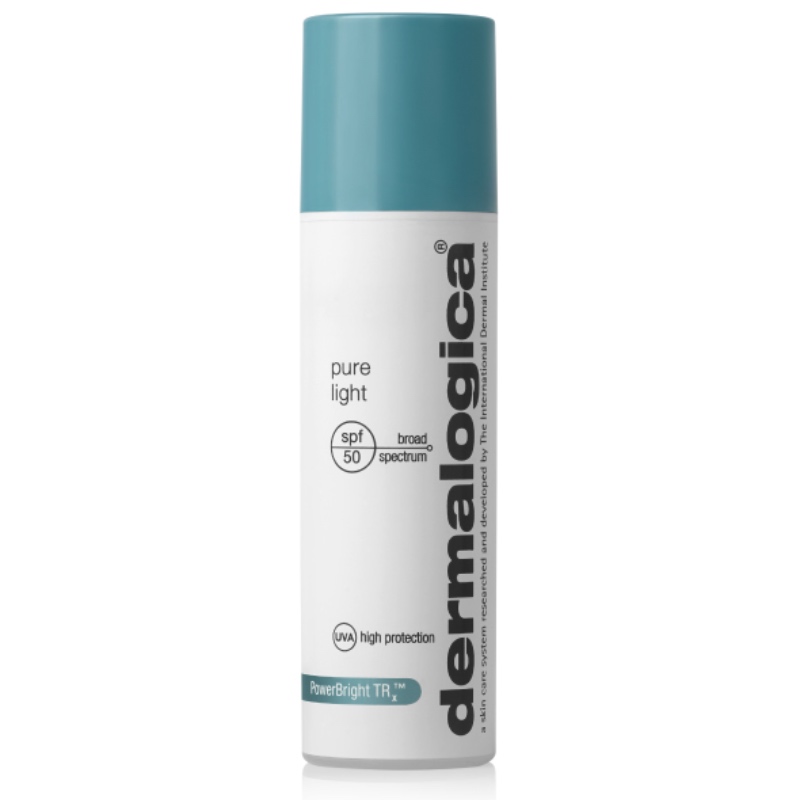 pure
light
spf
50
broad
spectrum
UVA high protection
PowerBright TRx™
dermalogica®
a skin care system researched and developed by The International Dermal Institute